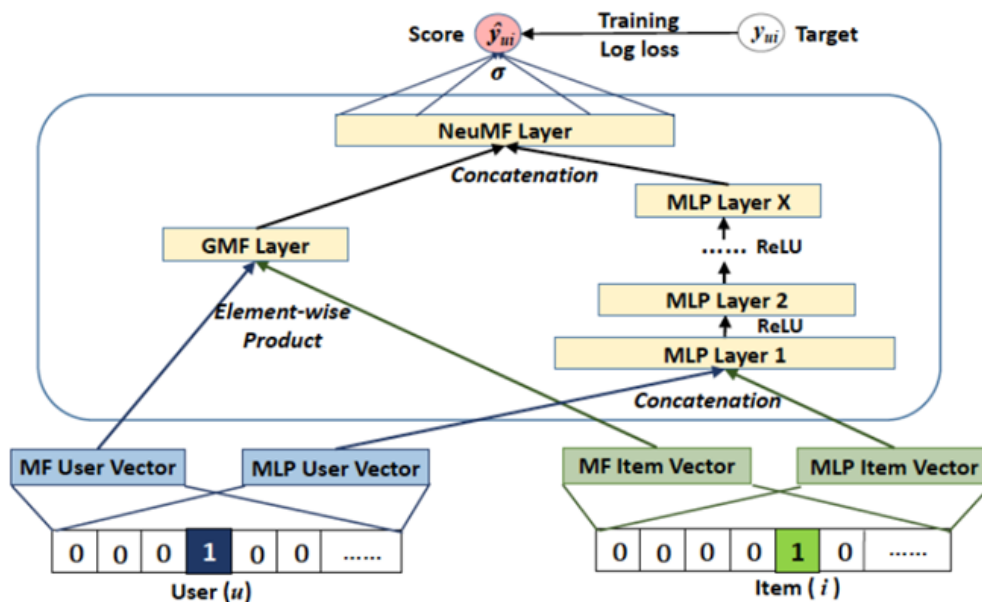 Score ŷui Training yui Target
Log loss
σ
NeuMF Layer
Concatenation
MLP Layer X
GMF Layer
...... ReLU
Element-wise
Product
MLP Layer 2
ReLU
MLP Layer 1
Concatenation
MF User Vector MLP User Vector MF Item Vector MLP Item Vector
0 0 0 1 0 0 ...... 0 0 0 0 1 0 ......
User (u) Item ( i )